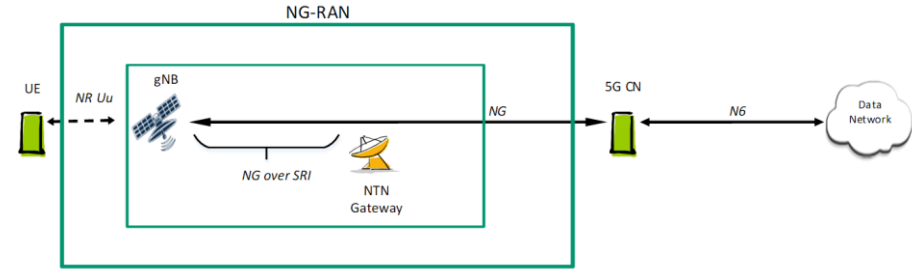 NG-RAN
UE
NR Uu
gNB
NG over SRI
NTN
Gateway
NG
5G CN
N6
Data
Network